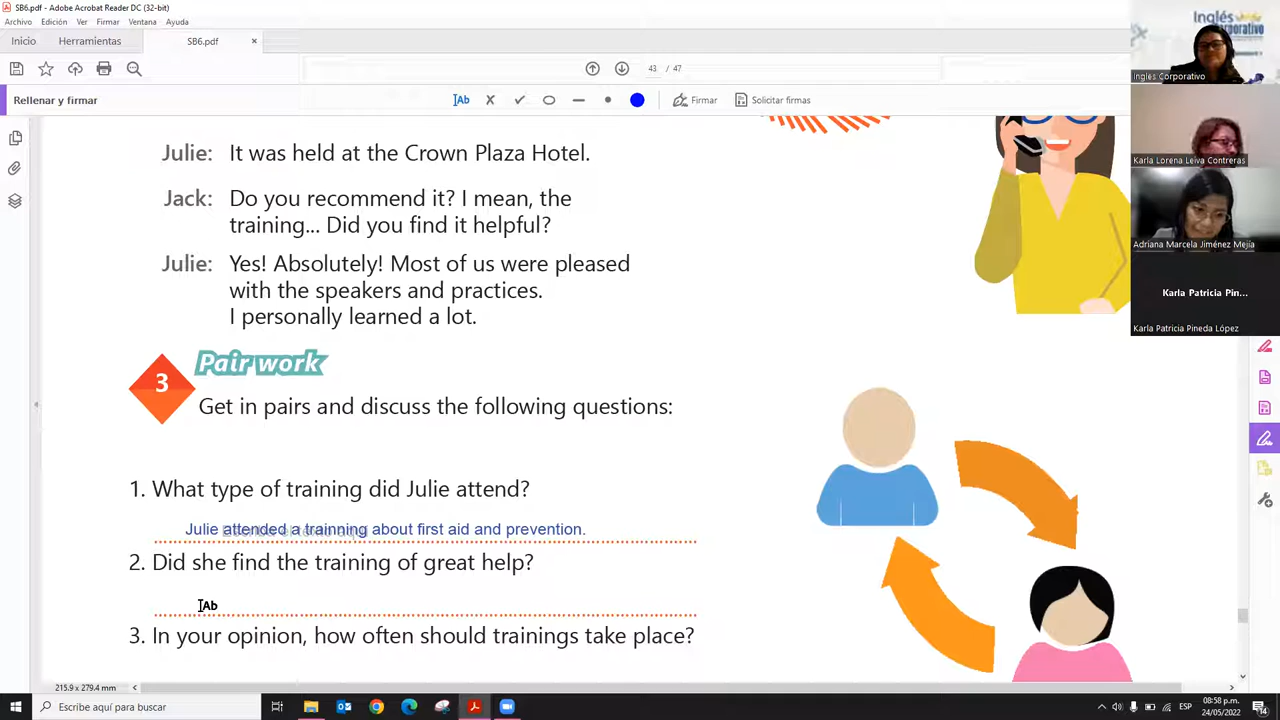 SB6.pdf - Adobe Acrobat Reader DC (32-bit)
Archivo Edición Ver Firmar Ventana Ayuda
Inicio Herramientas SB6.pdf ×
43 / 47
Rellenar y firmar
Ab
Firmar
Solicitar firmas
Inglés
Corporativo
Inglés Corporativo
Karla Lorena Leiva Contreras
Adriana Marcela Jiménez Mejía
Karla Patricia Pin...
Karla Patricia Pineda López
Julie: It was held at the Crown Plaza Hotel.
Jack: Do you recommend it? I mean, the
training... Did you find it helpful?
Julie: Yes! Absolutely! Most of us were pleased
with the speakers and practices.
I personally learned a lot.
3
Pair work
Get in pairs and discuss the following questions:
1. What type of training did Julie attend?
Julie attended a trainning about first aid and prevention.
2. Did she find the training of great help?
Ab
3. In your opinion, how often should trainings take place?
215.9 x 279.4 mm
Escribe aquí para buscar
ESP
08:58 p.m.
24/05/2022
14